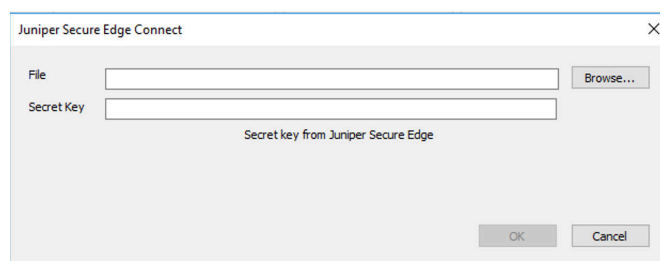 Juniper Secure Edge Connect
File
Browse...
Secret Key
Secret key from Juniper Secure Edge
OK
Cancel